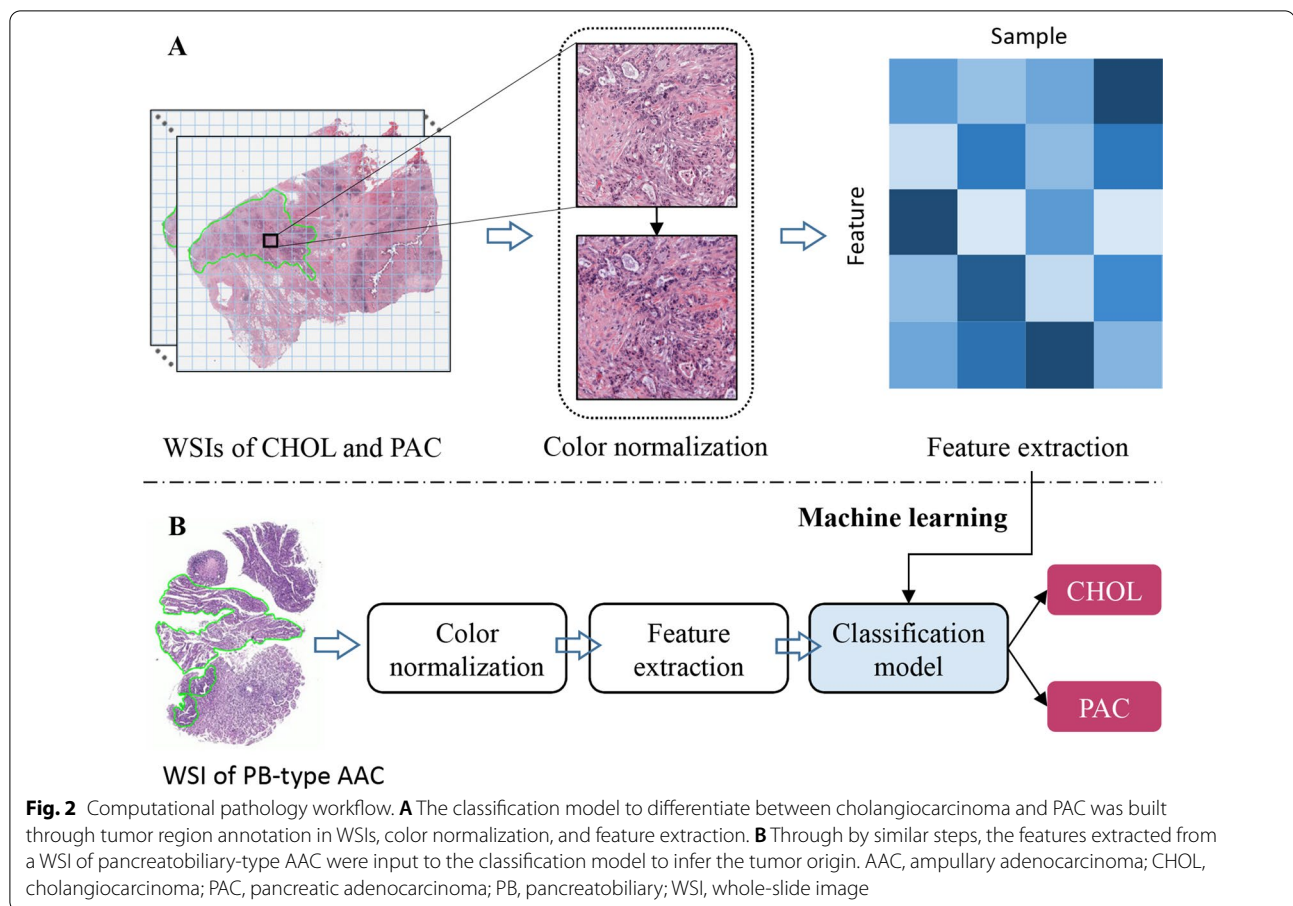 A
Sample
Feature
WSIs of CHOL and PAC
Color normalization
Feature extraction
B
Machine learning
Color
normalization
Feature
extraction
Classification
model
CHOL
PAC
WSI of PB-type AAC
Fig. 2 Computational pathology workflow. A The classification model to differentiate between cholangiocarcinoma and PAC was built
through tumor region annotation in WSIs, color normalization, and feature extraction. B Through by similar steps, the features extracted from
a WSI of pancreatobiliary-type AAC were input to the classification model to infer the tumor origin. AAC, ampullary adenocarcinoma; CHOL,
cholangiocarcinoma; PAC, pancreatic adenocarcinoma; PB, pancreatobiliary; WSI, whole-slide image